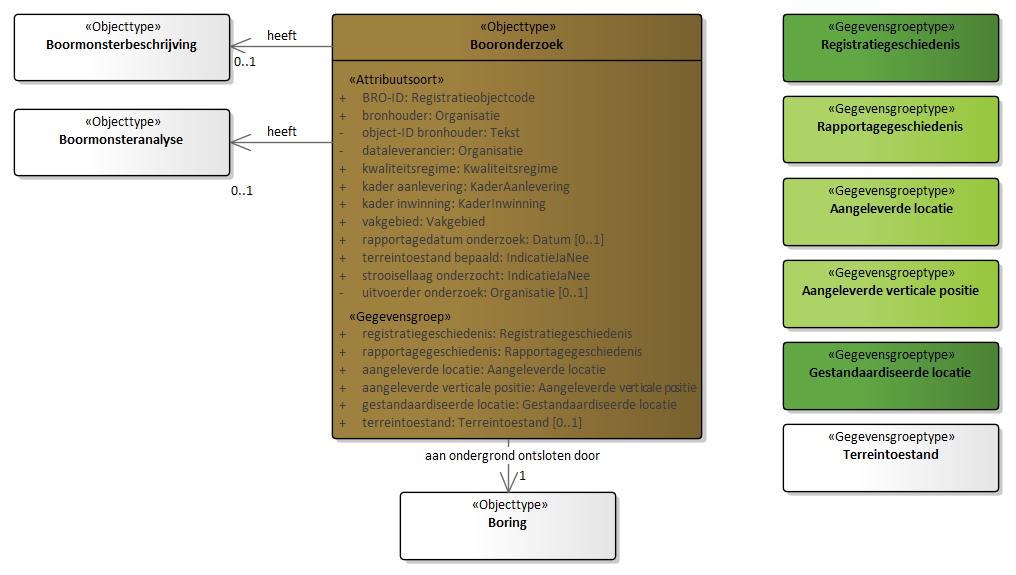 «Objecttype»
Boormonsterbeschrijving
heeft
0..1
«Objecttype»
Boormonsteranalyse
heeft
0..1
«Objecttype»
Booronderzoek
«Attribuutsoort»
+ BRO-ID: Registratieobjectcode
+ bronhouder: Organisatie
- object-ID bronhouder: Tekst
- dataleverancier: Organisatie
+ kwaliteitsregime: Kwaliteitsregime
+ kader aanlevering: KaderAanlevering
+ kader inwinning: KaderInwinning
+ vakgebied: Vakgebied
+ rapportagedatum onderzoek: Datum [0..1]
+ terreintoestand bepaald: IndicatieJaNee
+ strooisellaag onderzocht: IndicatieJaNee
- uitvoerder onderzoek: Organisatie [0..1]
«Gegevensgroep»
+ registratiegeschiedenis: Registratiegeschiedenis
+ rapportagegeschiedenis: Rapportagegeschiedenis
+ aangeleverde locatie: Aangeleverde locatie
+ aangeleverde verticale positie: Aangeleverde verticale positie
+ gestandaardiseerde locatie: Gestandaardiseerde locatie
+ terreintoestand: Terreintoestand [0..1]
aan ondergrond ontsloten door
1
«Objecttype»
Boring
«Gegevensgroeptype»
Registratiegeschiedenis
«Gegevensgroeptype»
Rapportagegeschiedenis
«Gegevensgroeptype»
Aangeleverde locatie
«Gegevensgroeptype»
Aangeleverde verticale positie
«Gegevensgroeptype»
Gestandaardiseerde locatie
«Gegevensgroeptype»
Terreintoestand